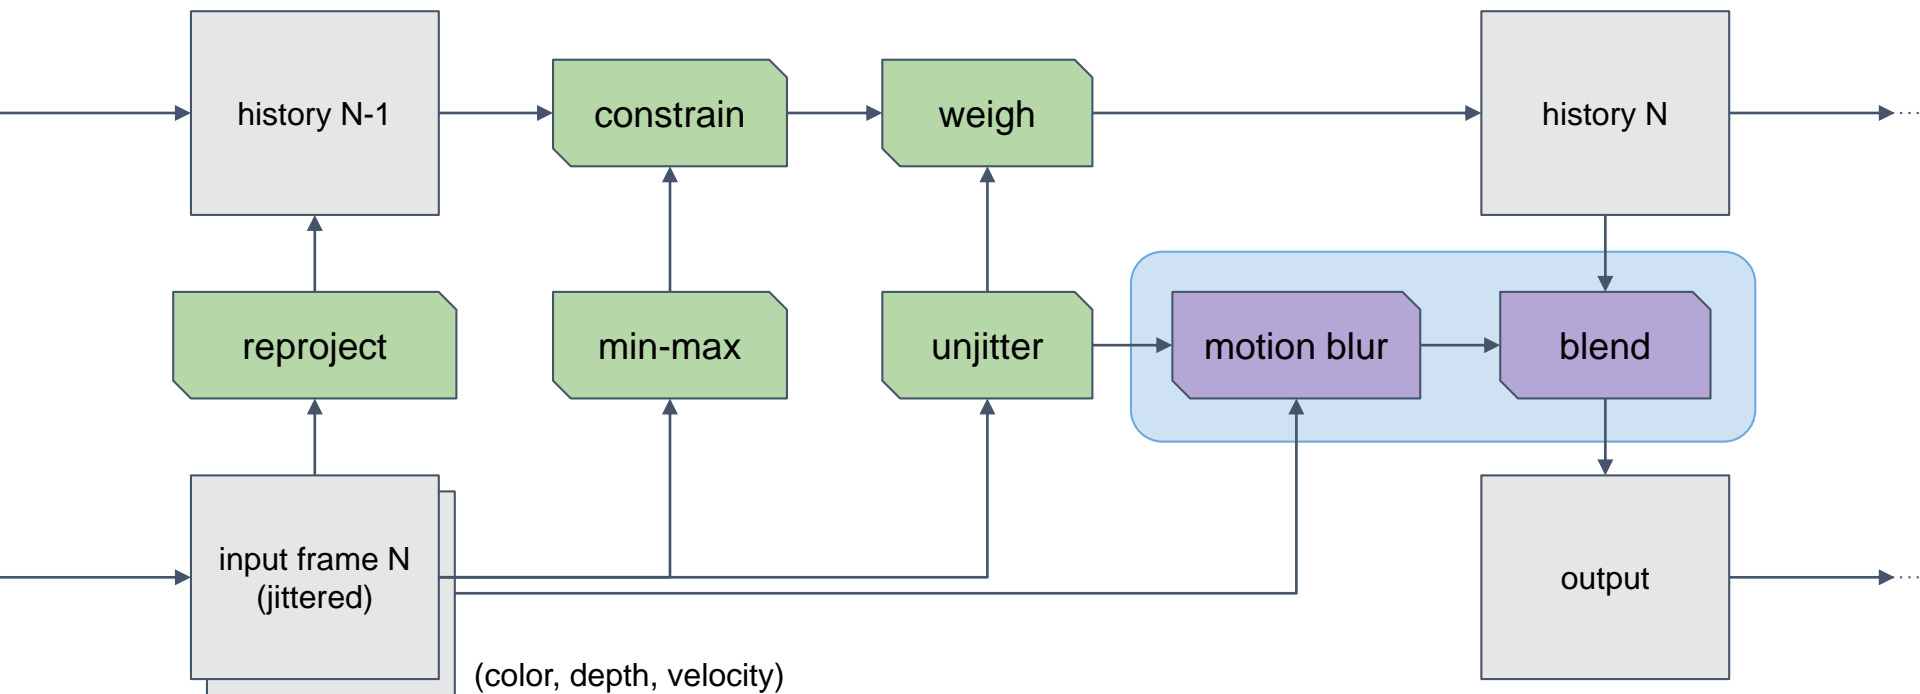 history N-1
constrain
weigh
history N
reproject
min-max
unjitter
motion blur
blend
input frame N
(jittered)
output
(color, depth, velocity)